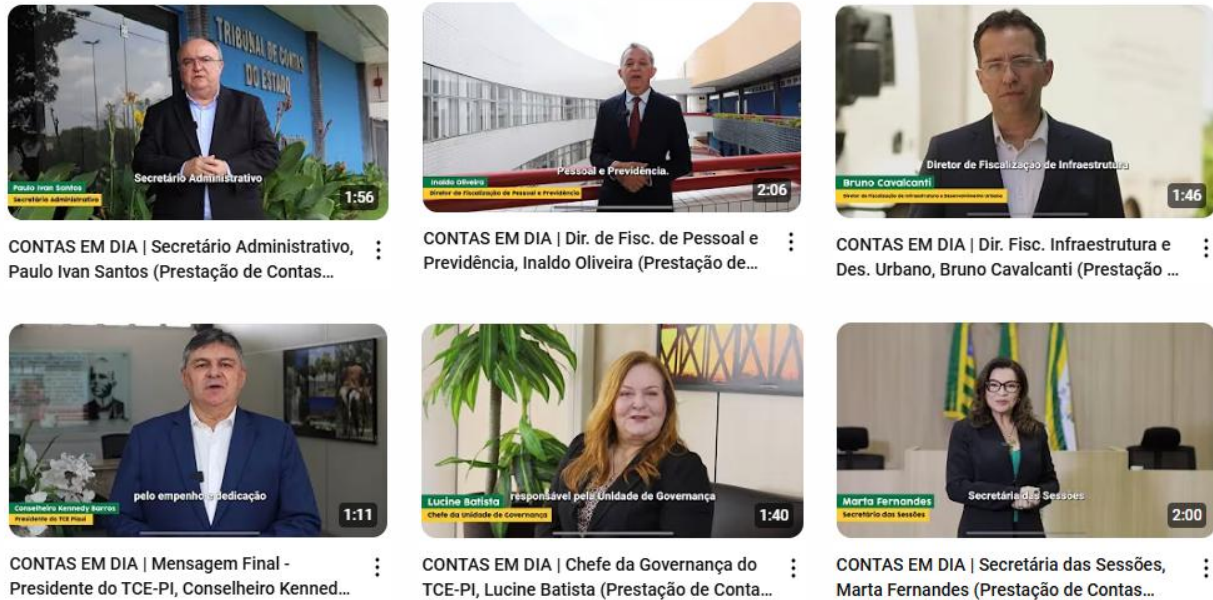 TRIBUNAL DE CONTAS
DO ESTADO
Secretário Administrativo
Paulo Ivan Santos
Secretário Administrativo
1:56
CONTAS EM DIA | Secretário Administrativo,
Paulo Ivan Santos (Prestação de Contas...
Pessoal e Previdência.
Inaldo Oliveira
Diretor de Fiscalização de Pessoal e Previdência
2:06
CONTAS EM DIA | Dir. de Fisc. de Pessoal e
Previdência, Inaldo Oliveira (Prestação de...
Diretor de Fiscalização de Infraestrutura
Bruno Cavalcanti
Diretor de Fiscalização de Infraestrutura e Desenvolvimento Urbano
1:46
CONTAS EM DIA | Dir. Fisc. Infraestrutura e
Des. Urbano, Bruno Cavalcanti (Prestação ...
pelo empenho e dedicação
Conselheiro Kennedy Barros
Presidente do TCE Piauí
1:11
CONTAS EM DIA | Mensagem Final -
Presidente do TCE-PI, Conselheiro Kenned...
responsável pela Unidade de Governança
Lucine Batista
Chefe da Unidade de Governança
1:40
CONTAS EM DIA | Chefe da Governança do
TCE-PI, Lucine Batista (Prestação de Conta...
Secretária das Sessões
Marta Fernandes
Secretária das Sessões
2:00
CONTAS EM DIA | Secretária das Sessões,
Marta Fernandes (Prestação de Contas...